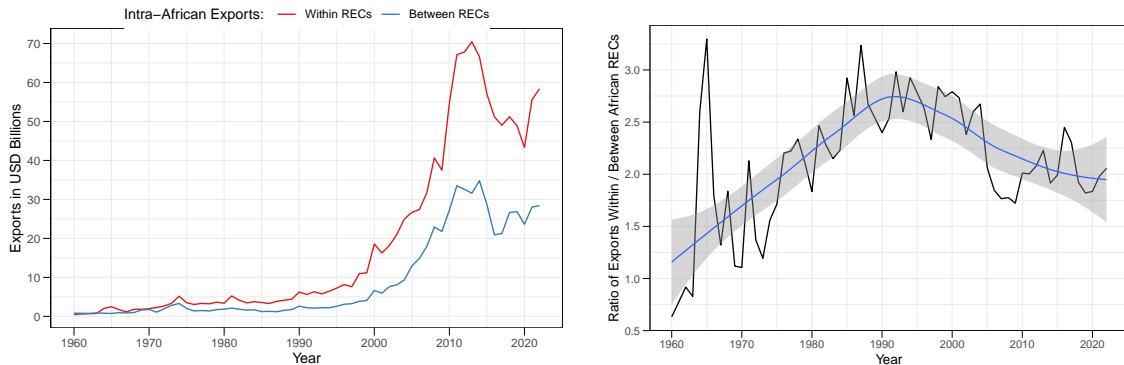 Intra−African Exports: Within RECs Between RECs
Exports in USD Billions
70
60
50
40
30
20
10
0
1960 1970 1980 1990 2000 2010 2020
Year
Ratio of Exports Within / Between African RECs
3.0
2.5
2.0
1.5
1.0
0.5
1960 1970 1980 1990 2000 2010 2020
Year